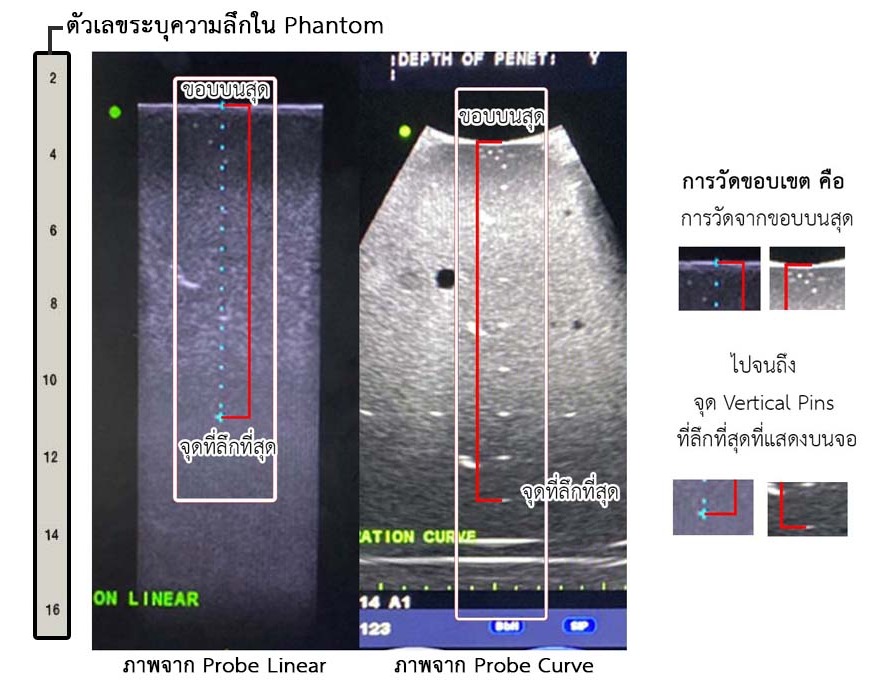 ตัวเลขระบุความลึกใน Phantom
2
4
6
8
10
12
14
16
ขอบบนสุด
จุดที่ลึกที่สุด
ON LINEAR
DEPTH OF PENET: Y
ขอบบนสุด
จุดที่ลึกที่สุด
RATION CURVE
14 A1
123
SIP
ภาพจาก Probe Linear
ภาพจาก Probe Curve
การวัดขอบเขต คือ
การวัดจากขอบบนสุด
ไปจนถึง
จุด Vertical Pins
ที่ลึกที่สุดที่แสดงบนจอ